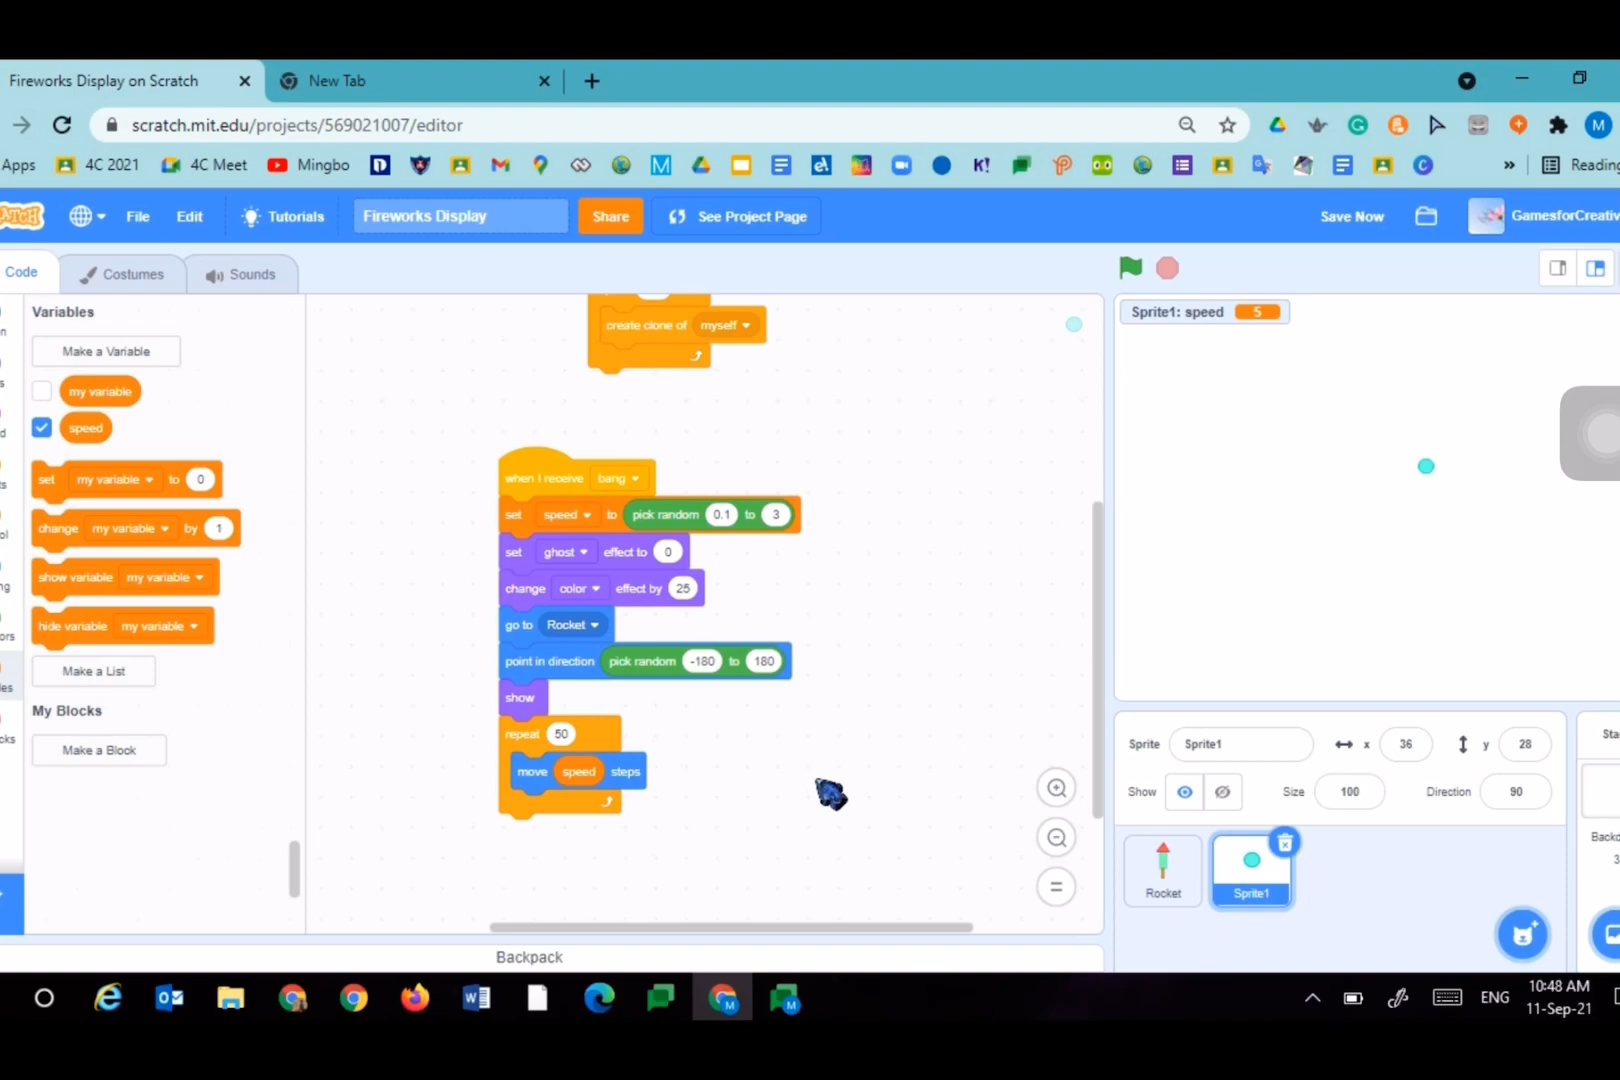 Fireworks Display on Scratch
New Tab
scratch.mit.edu/projects/569021007/editor
M
Apps
4C 2021
4C Meet
Mingbo
Reading
File
Edit
Tutorials
Fireworks Display
Share
See Project Page
Save Now
GamesforCreativ
Code
Costumes
Sounds
Variables
Make a Variable
my variable
speed
set my variable to 0
change my variable by 1
show variable my variable
hide variable my variable
Make a List
My Blocks
Make a Block
create clone of myself
when I receive bang
set speed to pick random 0.1 to 3
set ghost effect to 0
change color effect by 25
go to Rocket
point in direction pick random -180 to 180
show
repeat 50
move speed steps
Backpack
Sprite1: speed 5
Sprite Sprite1 x 36 y 28
Show Size 100 Direction 90
Rocket
Sprite1
Sta
Backd
3
ENG
10:48 AM
11-Sep-21